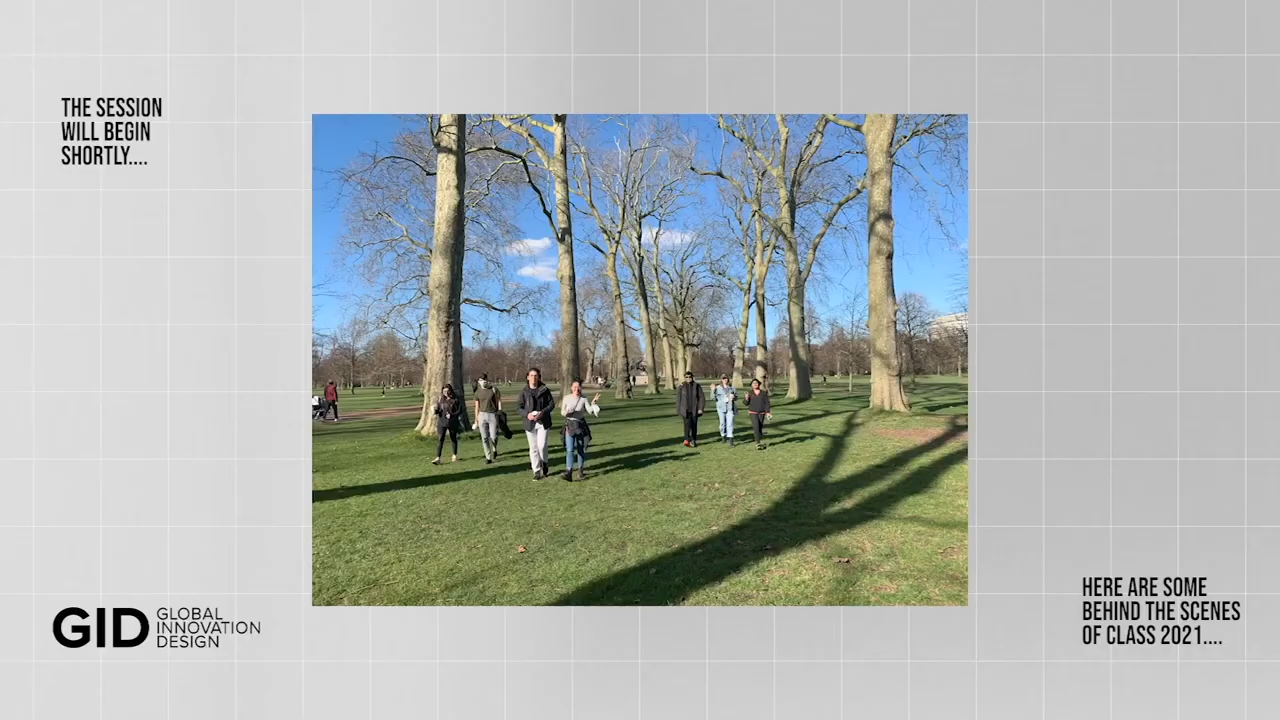 THE SESSION
WILL BEGIN
SHORTLY....
GID
GLOBAL
INNOVATION
DESIGN
HERE ARE SOME
BEHIND THE SCENES
OF CLASS 2021....